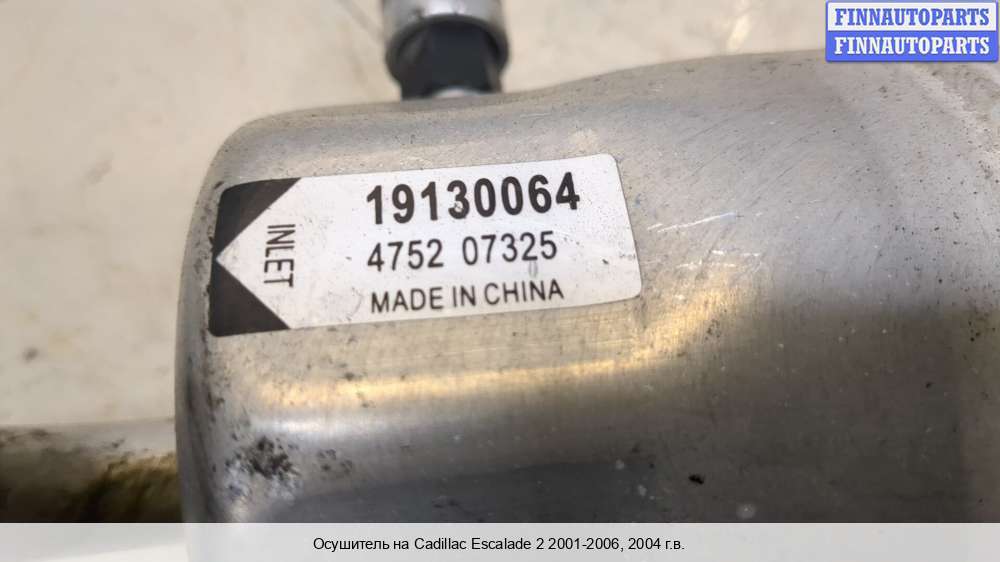 FINNAUTOPARTS
FINNAUTOPARTS
19130064
4752 07325
MADE IN CHINA
INLET
Осушитель на Cadillac Escalade 2 2001-2006, 2004 г.в.